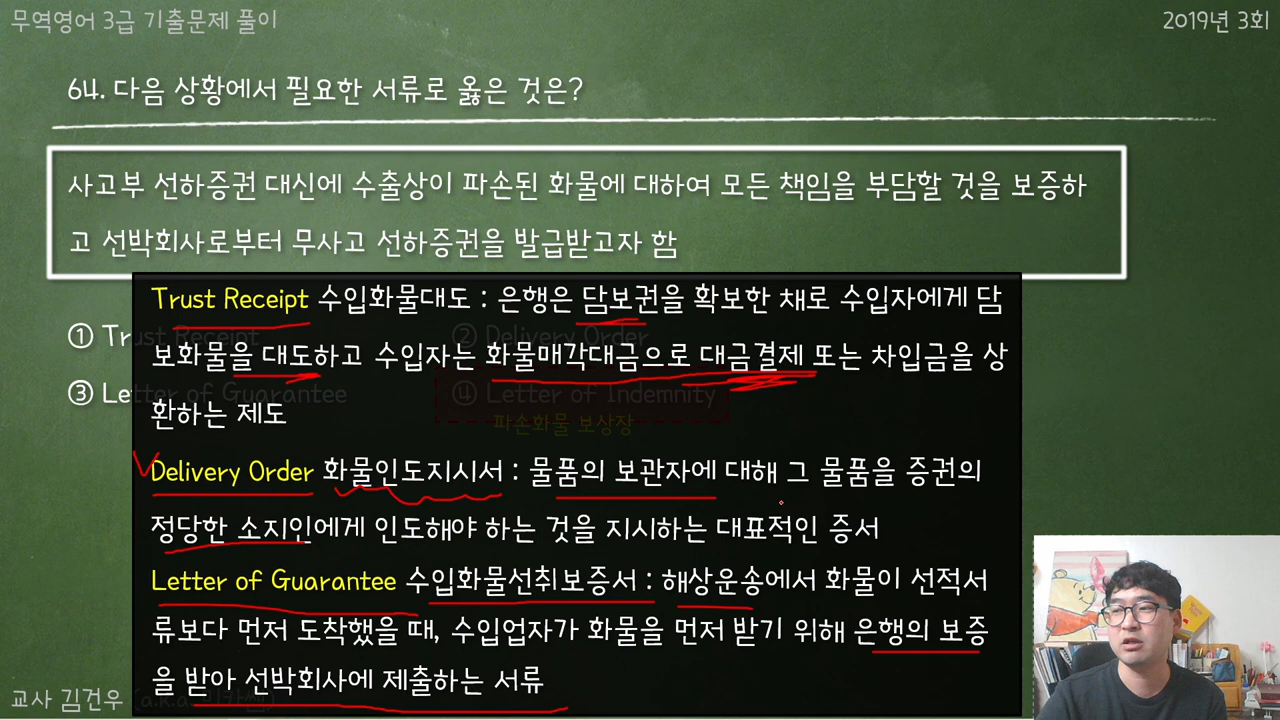 무역영어 3급 기출문제 풀이
2019년 3회
64. 다음 상황에서 필요한 서류로 옳은 것은?
사고부 선하증권 대신에 수출상이 파손된 화물에 대하여 모든 책임을 부담할 것을 보증하
고 선박회사로부터 무사고 선하증권을 발급받고자 함
① Trust Receipt
② Delivery Order
③ Letter of Guarantee
④ Letter of Indemnity
파손화물 보상장
Trust Receipt 수입화물대도 : 은행은 담보권을 확보한 채로 수입자에게 담
보화물을 대도하고 수입자는 화물매각대금으로 대금결제 또는 차입금을 상
환하는 제도
Delivery Order 화물인도지시서 : 물품의 보관자에 대해 그 물품을 증권의
정당한 소지인에게 인도해야 하는 것을 지시하는 대표적인 증서
Letter of Guarantee 수입화물선취보증서 : 해상운송에서 화물이 선적서
류보다 먼저 도착했을 때, 수입업자가 화물을 먼저 받기 위해 은행의 보증
을 받아 선박회사에 제출하는 서류
교사 김건우 (a.k.a.